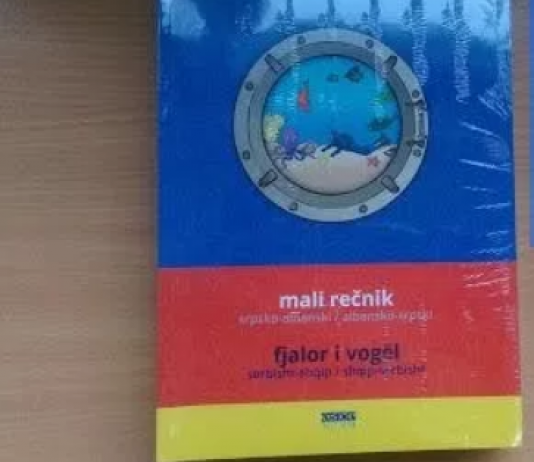 mali rečnik
srpsko-albanski / albansko-srpski
fjalor i vogël
serbisht-shqip / shqip-serbisht